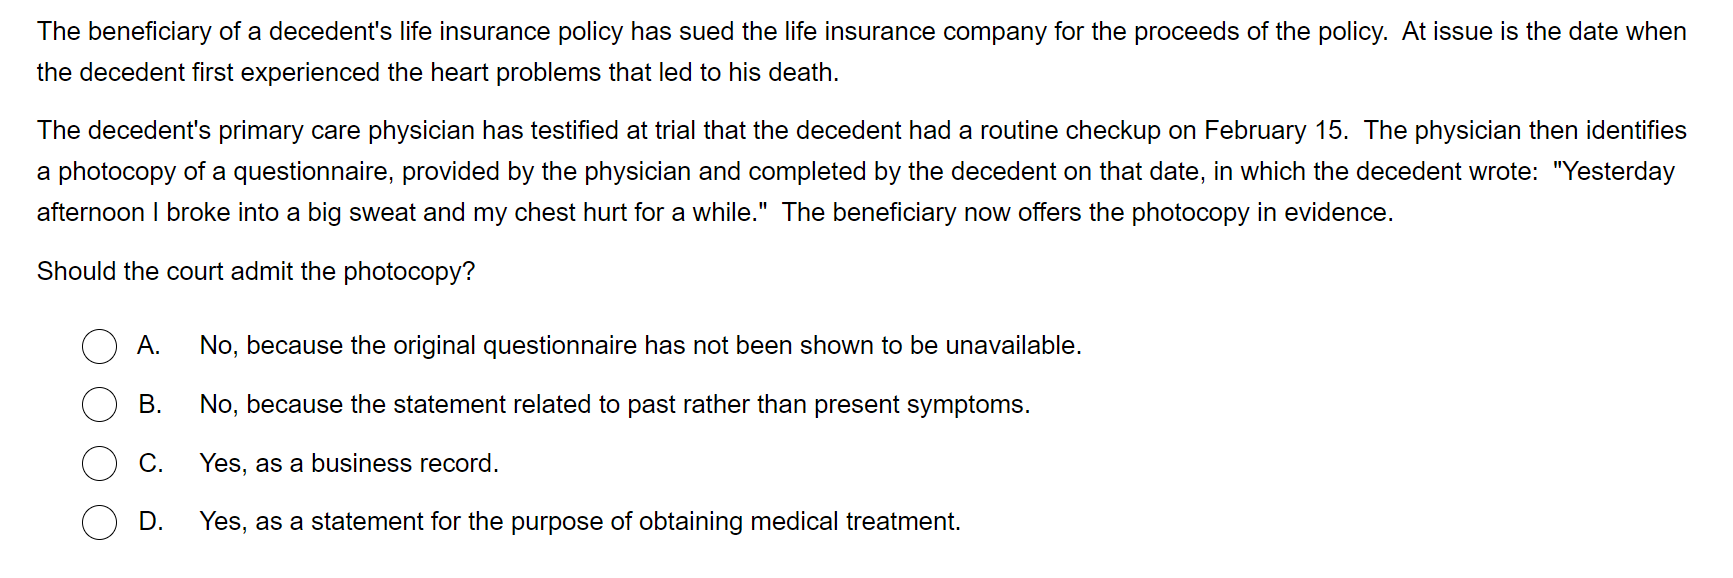 The beneficiary of a decedent's life insurance policy has sued the life insurance company for the proceeds of the policy.  At issue is the date when
the decedent first experienced the heart problems that led to his death.
The decedent's primary care physician has testified at trial that the decedent had a routine checkup on February 15.  The physician then identifies
a photocopy of a questionnaire, provided by the physician and completed by the decedent on that date, in which the decedent wrote:  "Yesterday
afternoon I broke into a big sweat and my chest hurt for a while."  The beneficiary now offers the photocopy in evidence.
Should the court admit the photocopy?
A. No, because the original questionnaire has not been shown to be unavailable.
B. No, because the statement related to past rather than present symptoms.
C. Yes, as a business record.
D. Yes, as a statement for the purpose of obtaining medical treatment.